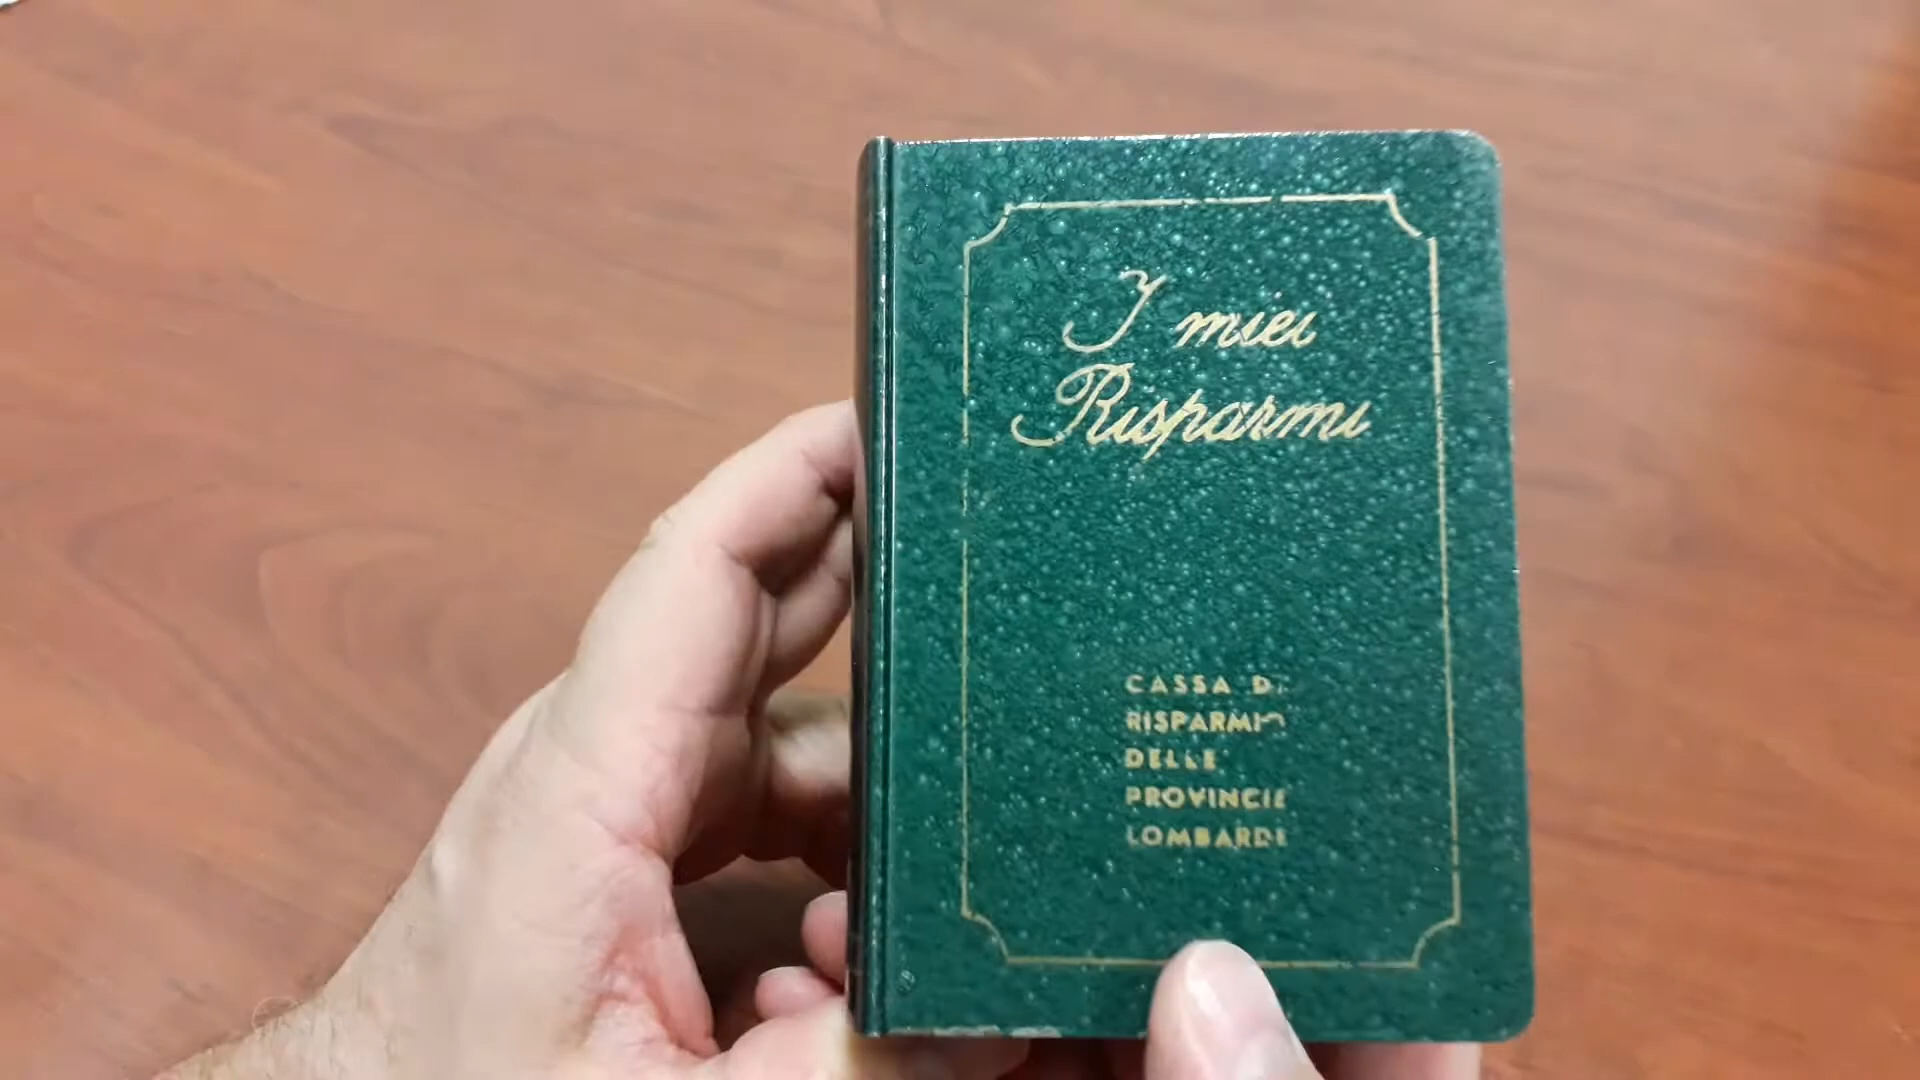 I miei
Risparmi
CASSA DI
RISPARMIO
DELLE
PROVINCIE
LOMBARDE